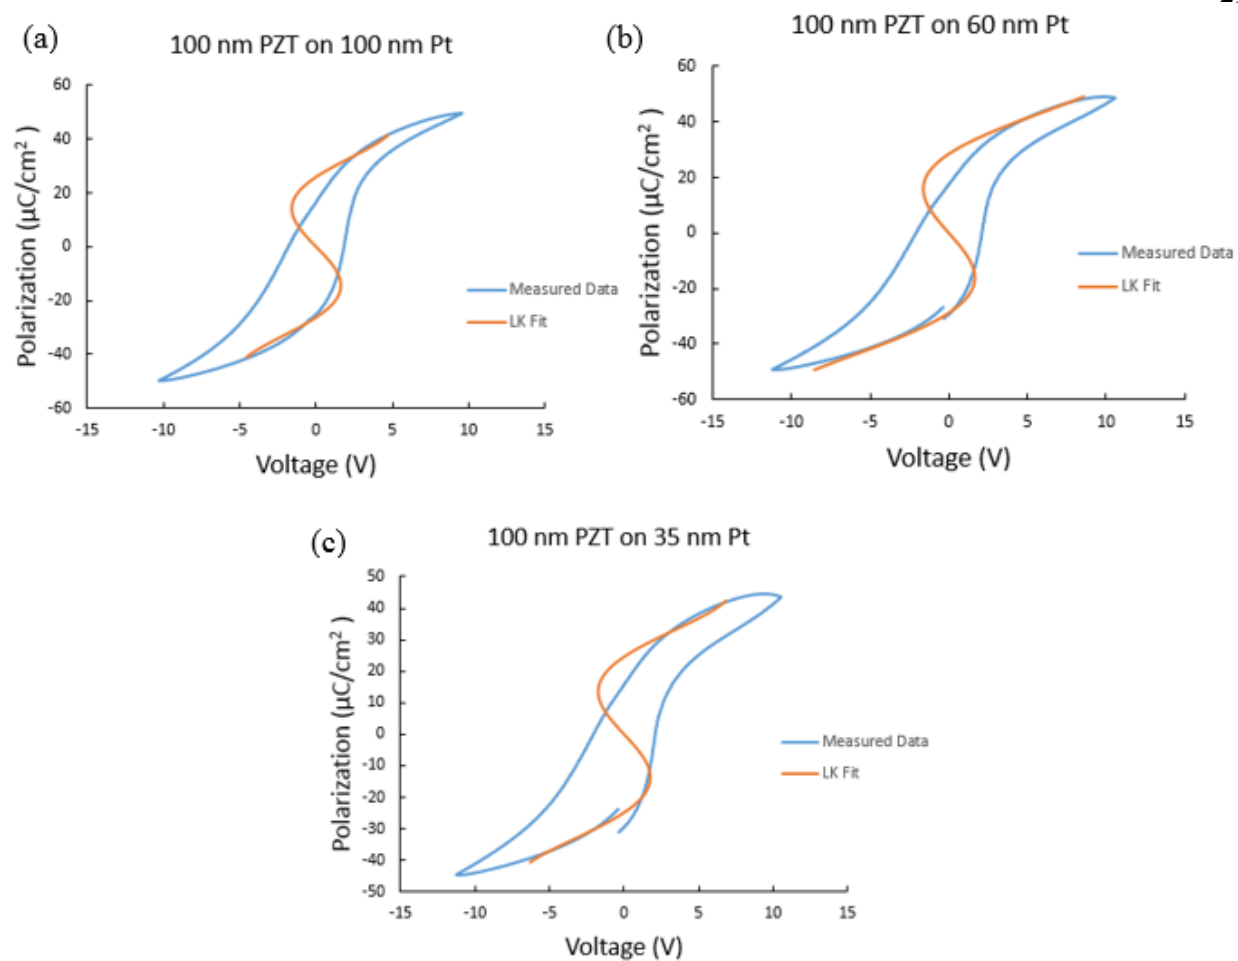 (a)
100 nm PZT on 100 nm Pt
60
40
20
0
-20
-40
-60
-15
-10
-5
0
5
10
15
Polarization (µC/cm²)
Voltage (V)
Measured Data
LK Fit
(b)
100 nm PZT on 60 nm Pt
60
40
20
0
-20
-40
-60
-15
-10
-5
0
5
10
15
Polarization (µC/cm²)
Voltage (V)
Measured Data
LK Fit
(c)
100 nm PZT on 35 nm Pt
50
40
30
20
10
0
-10
-20
-30
-40
-50
-15
-10
-5
0
5
10
15
Polarization (µC/cm²)
Voltage (V)
Measured Data
LK Fit